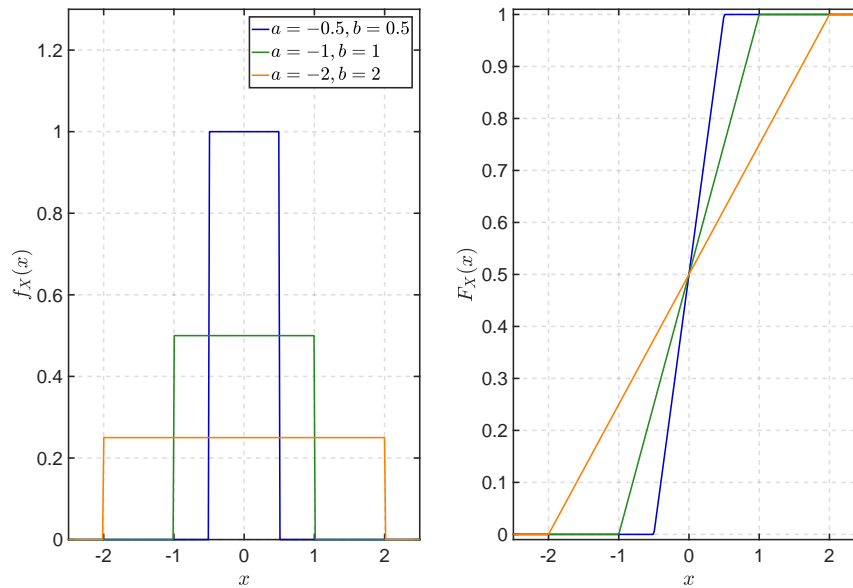 a = −0.5, b = 0.5
a = −1, b = 1
a = −2, b = 2
1.2
1
0.8
0.6
0.4
0.2
0
-2 -1 0 1 2
x
f_X(x)
1
0.9
0.8
0.7
0.6
0.5
0.4
0.3
0.2
0.1
0
-2 -1 0 1 2
x
F_X(x)